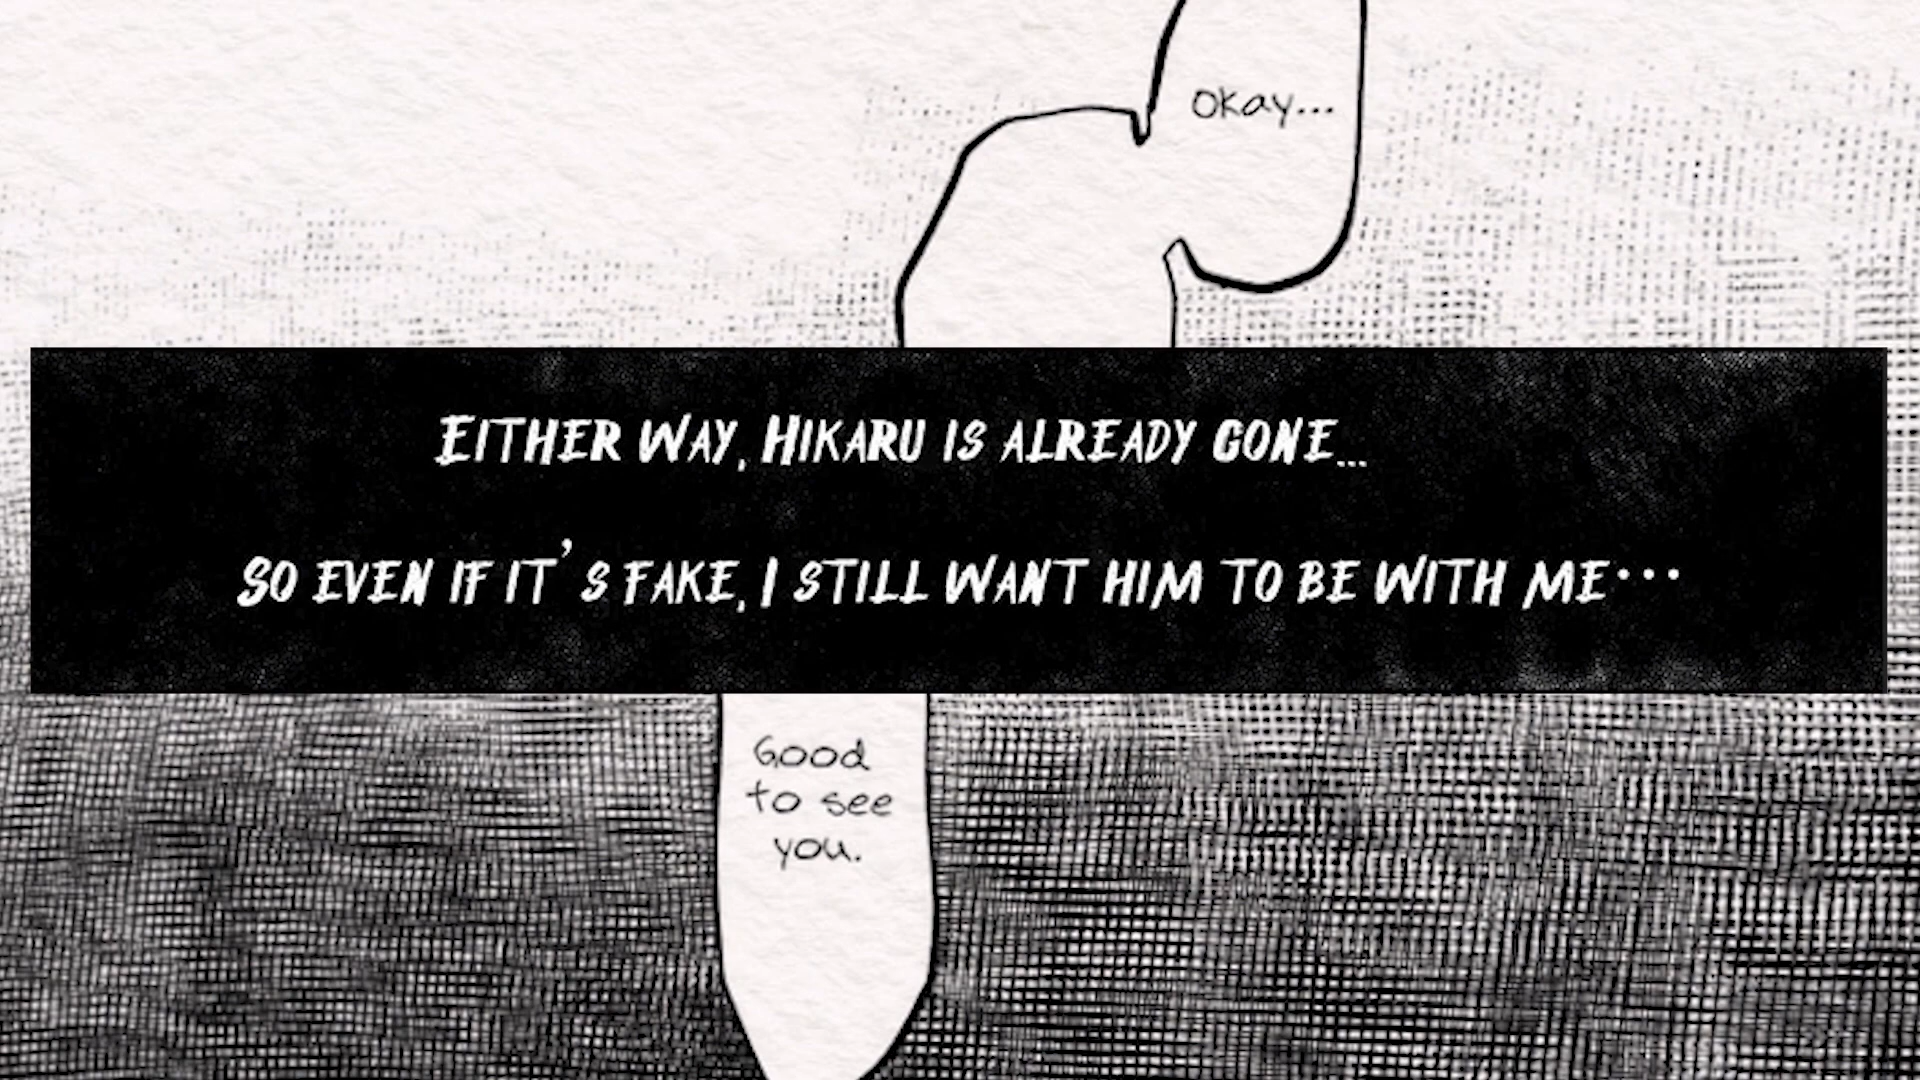 Okay...
EITHER WAY, HIKARU IS ALREADY GONE...
SO EVEN IF IT'S FAKE, I STILL WANT HIM TO BE WITH ME...
Good
to see
you.